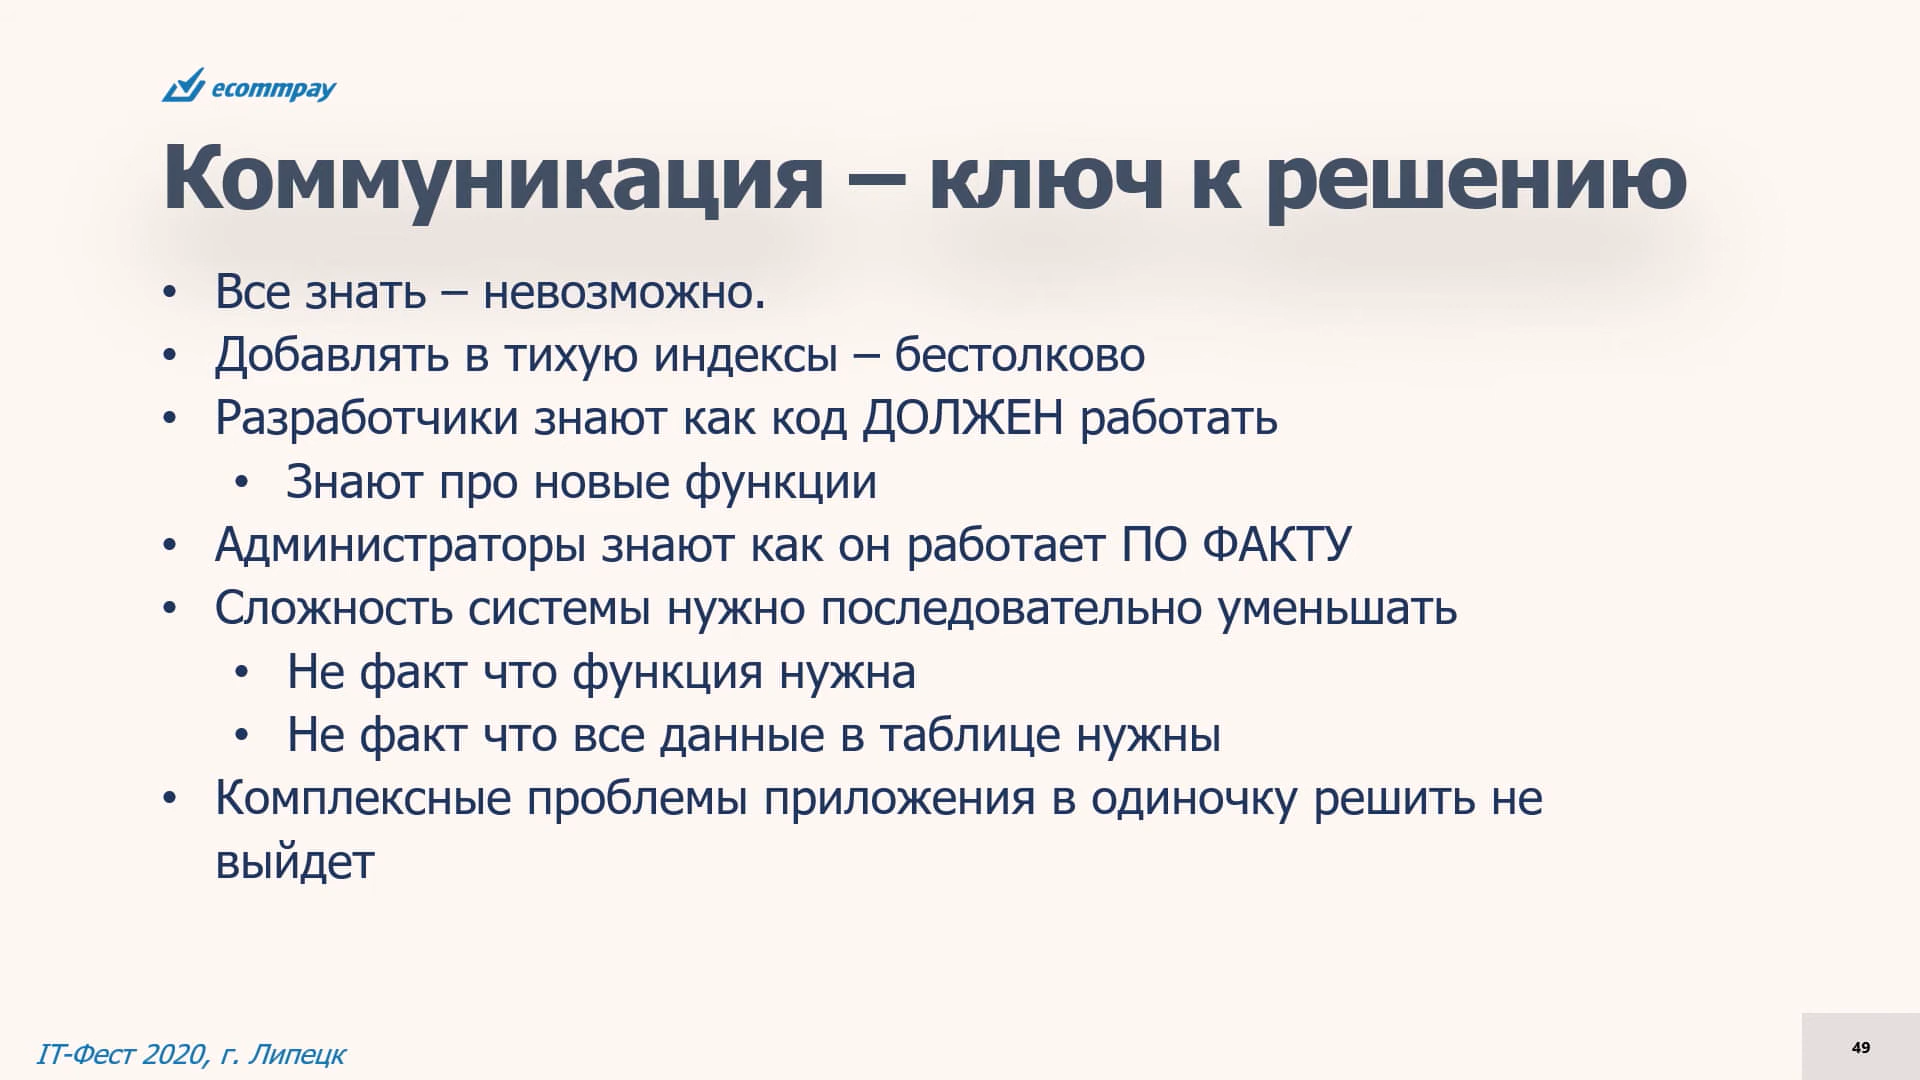 ecommpay
Коммуникация – ключ к решению
• Все знать – невозможно.
• Добавлять в тихую индексы – бестолково
• Разработчики знают как код ДОЛЖЕН работать
• Знают про новые функции
• Администраторы знают как он работает ПО ФАКТУ
• Сложность системы нужно последовательно уменьшать
• Не факт что функция нужна
• Не факт что все данные в таблице нужны
• Комплексные проблемы приложения в одиночку решить не
выйдет
IT-Фест 2020, г. Липецк
49